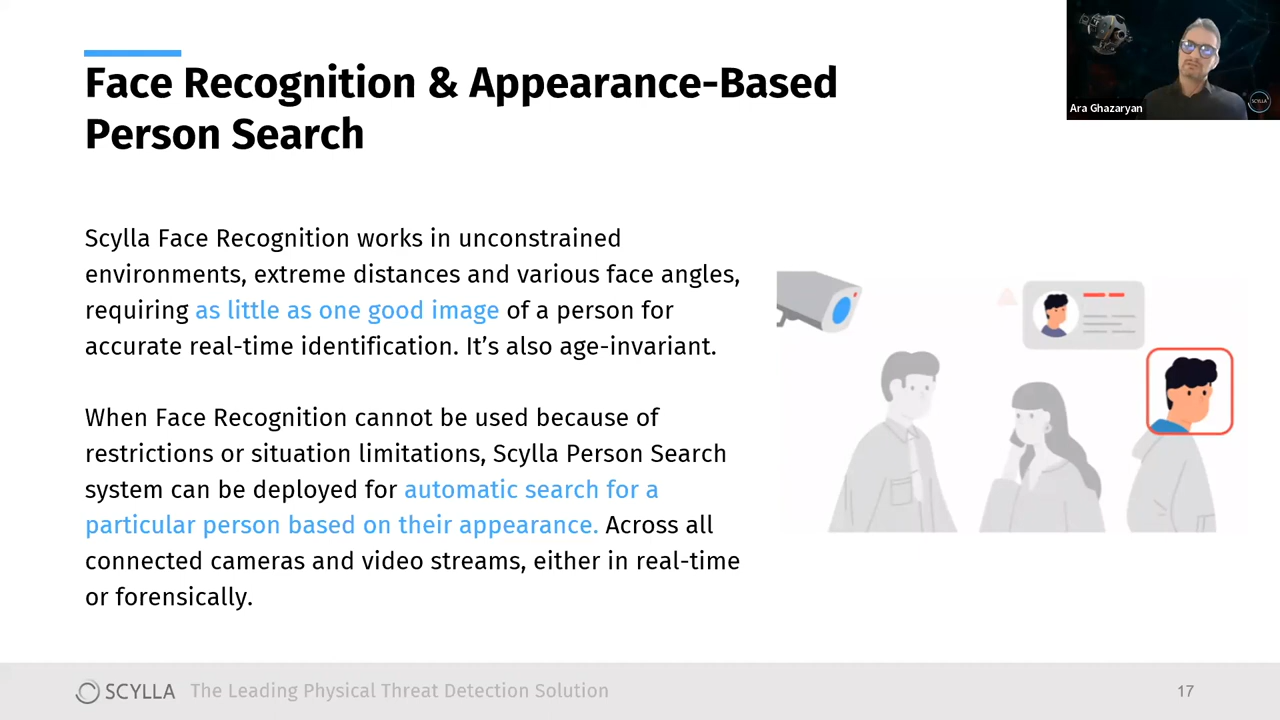 Face Recognition & Appearance-Based
Person Search
Ara Ghazaryan
SCYLLA
Scylla Face Recognition works in unconstrained
environments, extreme distances and various face angles,
requiring as little as one good image of a person for
accurate real-time identification. It’s also age-invariant.
When Face Recognition cannot be used because of
restrictions or situation limitations, Scylla Person Search
system can be deployed for automatic search for a
particular person based on their appearance. Across all
connected cameras and video streams, either in real-time
or forensically.
SCYLLA The Leading Physical Threat Detection Solution
17